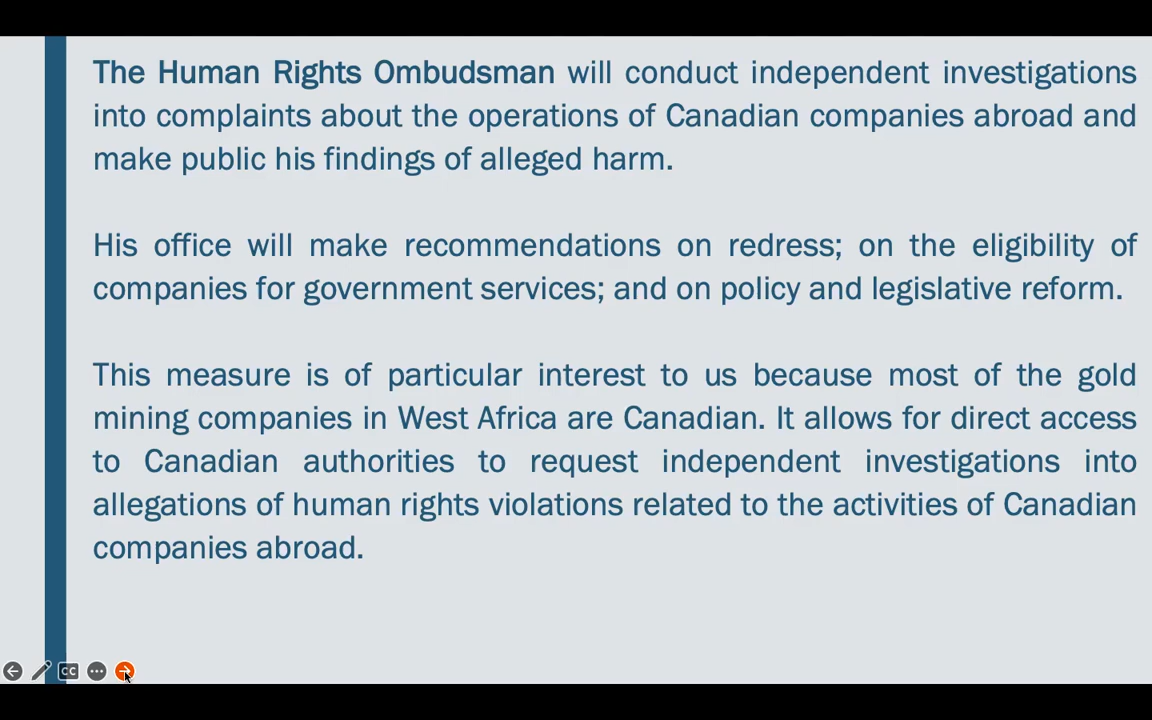 The Human Rights Ombudsman will conduct independent investigations
into complaints about the operations of Canadian companies abroad and
make public his findings of alleged harm.
His office will make recommendations on redress; on the eligibility of
companies for government services; and on policy and legislative reform.
This measure is of particular interest to us because most of the gold
mining companies in West Africa are Canadian. It allows for direct access
to Canadian authorities to request independent investigations into
allegations of human rights violations related to the activities of Canadian
companies abroad.
CC